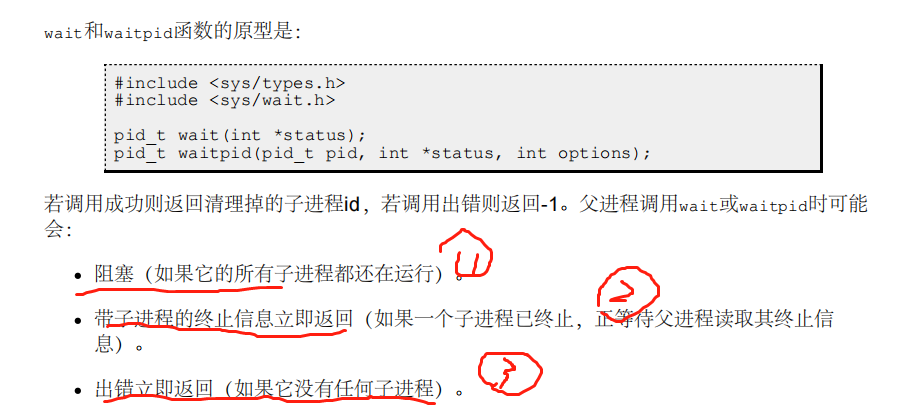 wait和waitpid函数的原型是：
#include <sys/types.h>
#include <sys/wait.h>
pid_t wait(int *status);
pid_t waitpid(pid_t pid, int *status, int options);
若调用成功则返回清理掉的子进程id，若调用出错则返回-1。父进程调用wait或waitpid时可能
会：
• 阻塞（如果它的所有子进程都还在运行）。
1
• 带子进程的终止信息立即返回（如果一个子进程已终止，正等待父进程读取其终止信
息）。
2
• 出错立即返回（如果它没有任何子进程）。
3